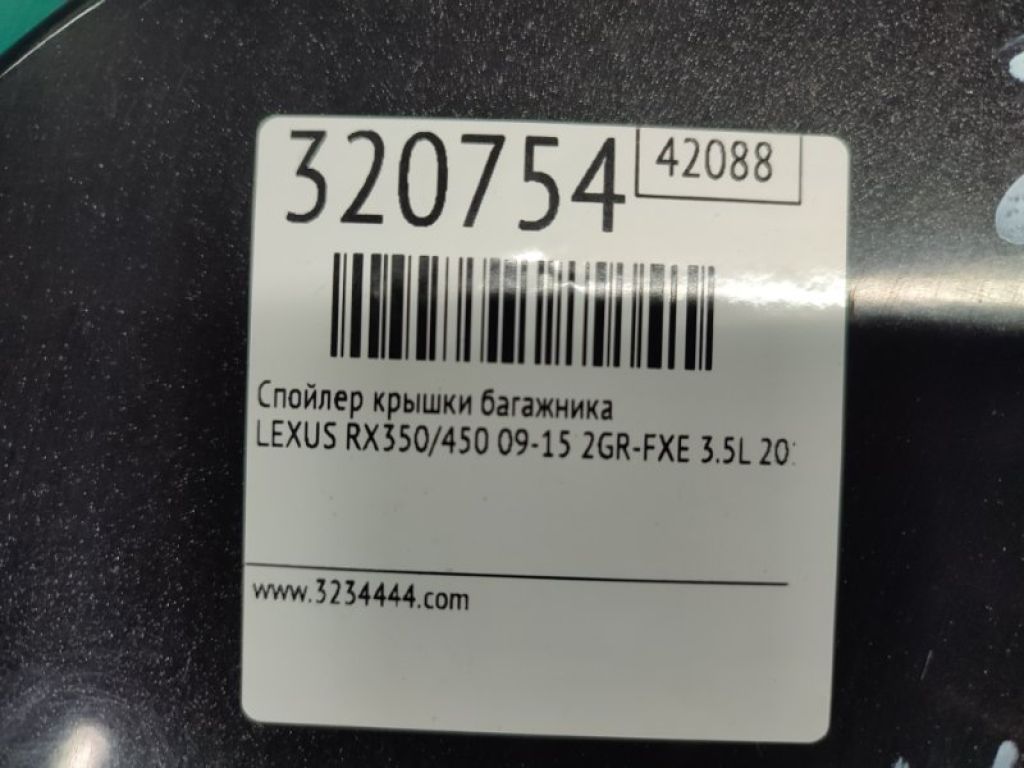 320754
42088
Спойлер крышки багажника
LEXUS RX350/450 09-15 2GR-FXE 3.5L
www.3234444.com